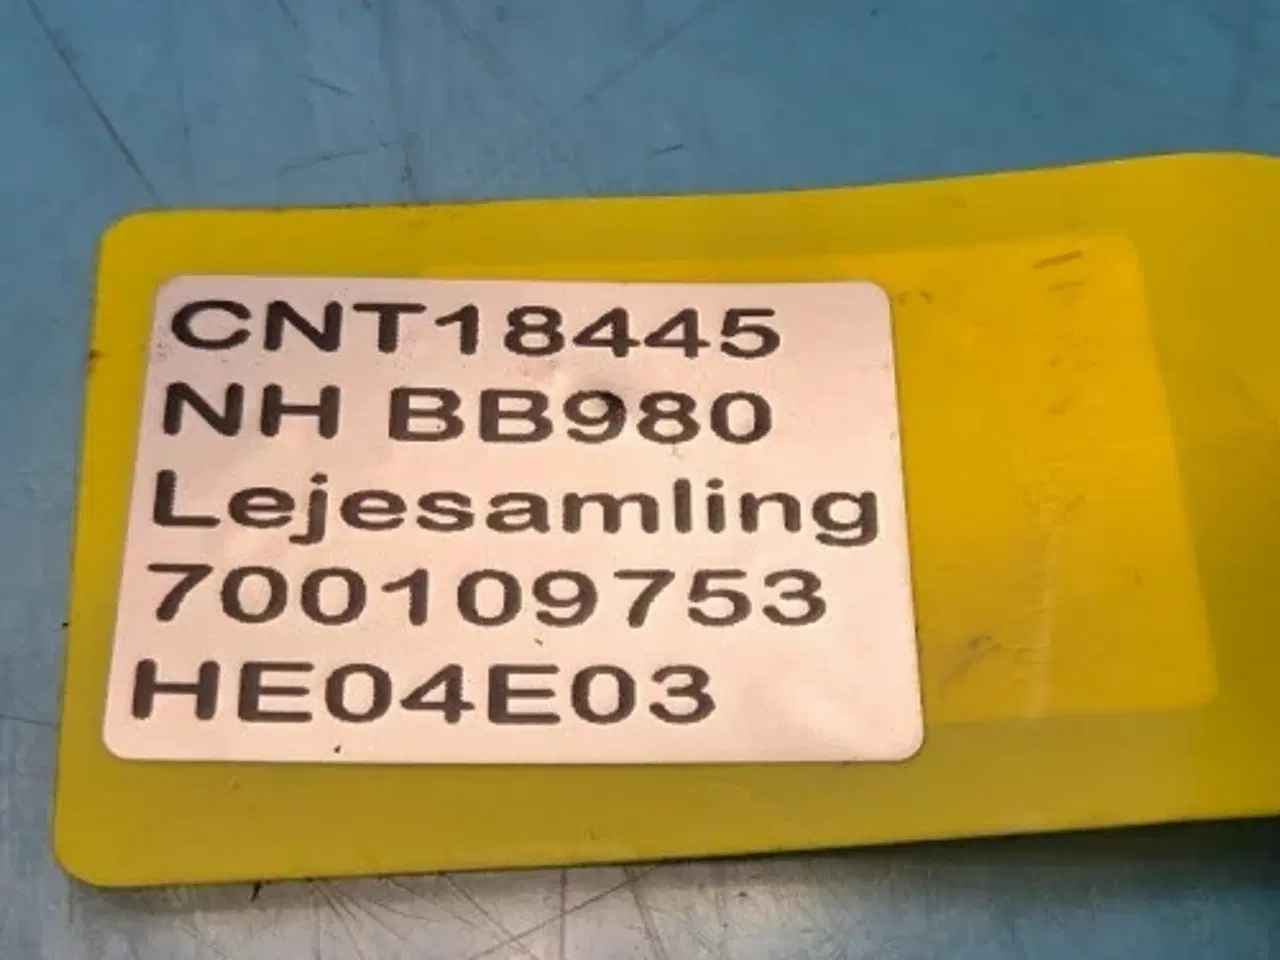 CNT18445
NH BB980
Lejesamling
700109753
HE04E03